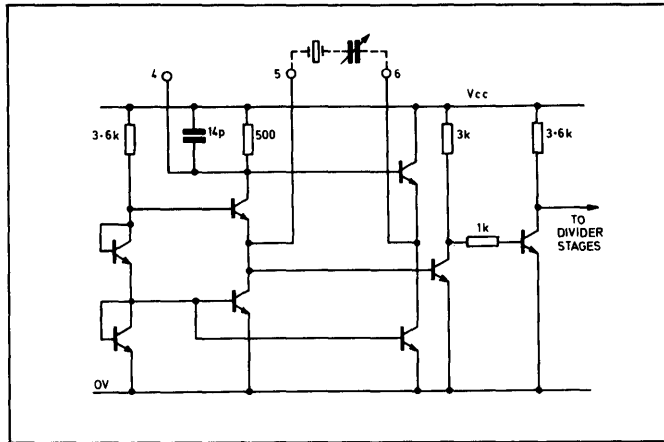 4
5
6
Vcc
3·6k
14p
500
3k
3·6k
1k
TO
DIVIDER
STAGES
0V